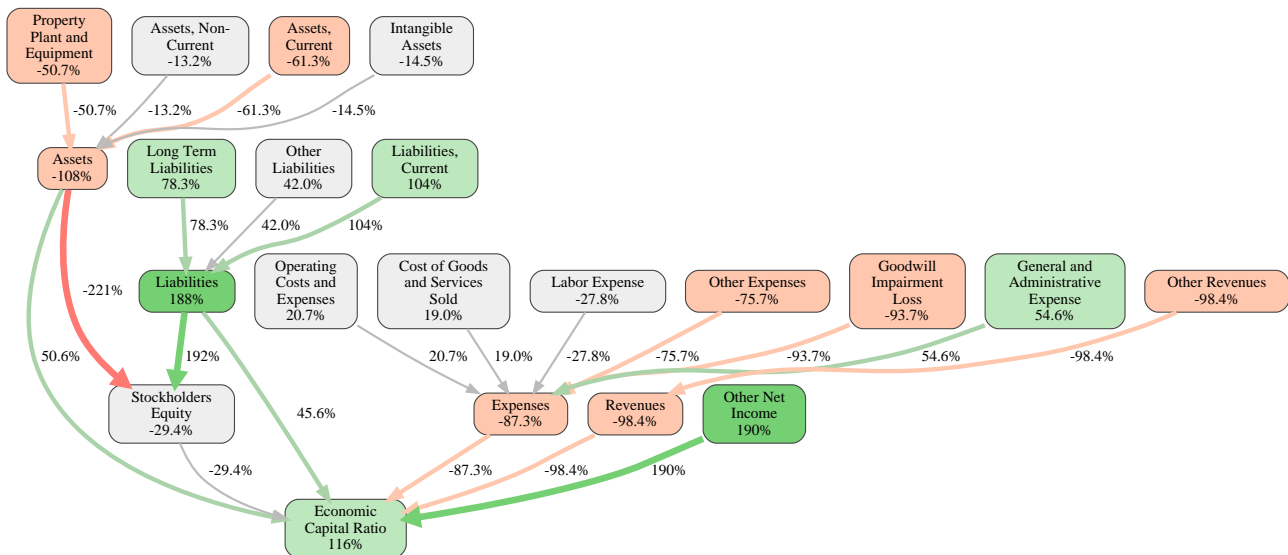 Property
Plant and
Equipment
-50.7%
Assets, Non-
Current
-13.2%
Assets,
Current
-61.3%
Intangible
Assets
-14.5%
-50.7%
-13.2%
-61.3%
-14.5%
Assets
-108%
Long Term
Liabilities
78.3%
Other
Liabilities
42.0%
Liabilities,
Current
104%
78.3%
42.0%
104%
Liabilities
188%
Operating
Costs and
Expenses
20.7%
Cost of Goods
and Services
Sold
19.0%
Labor Expense
-27.8%
Other Expenses
-75.7%
Goodwill
Impairment
Loss
-93.7%
General and
Administrative
Expense
54.6%
Other Revenues
-98.4%
-221%
50.6%
192%
20.7%
19.0%
-27.8%
-75.7%
-93.7%
54.6%
-98.4%
Stockholders
Equity
-29.4%
45.6%
Expenses
-87.3%
Revenues
-98.4%
Other Net
Income
190%
-29.4%
-87.3%
-98.4%
190%
Economic
Capital Ratio
116%